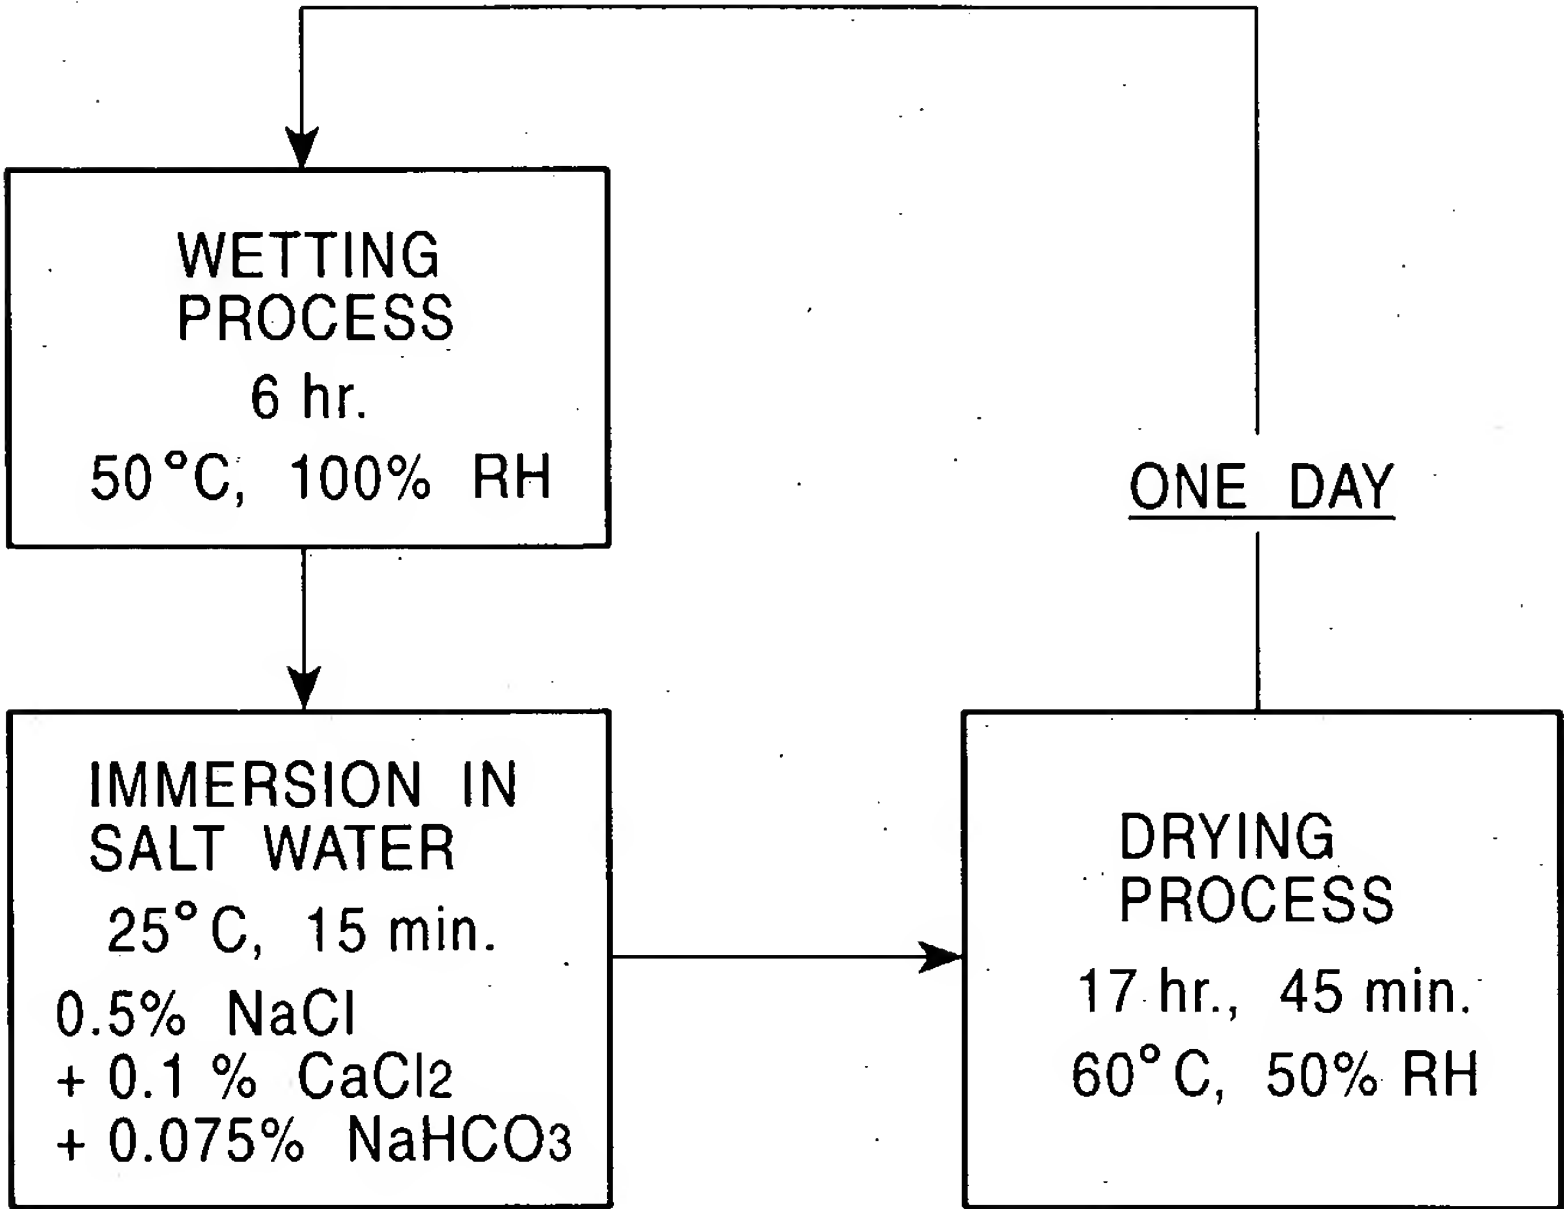 WETTING
PROCESS
6 hr.
50°C, 100% RH
IMMERSION IN
SALT WATER
25°C, 15 min.
0.5% NaCl
+ 0.1 % CaCl2
+ 0.075% NaHCO3
DRYING
PROCESS
17 hr., 45 min.
60°C, 50% RH
ONE DAY